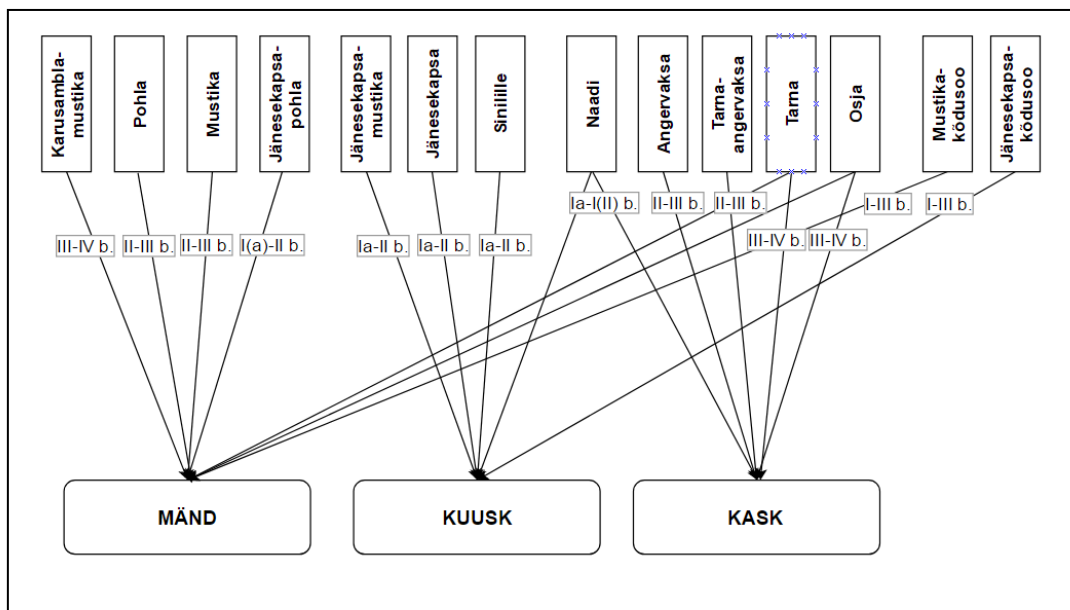 Karusambla-
mustika
Pohla
Mustika
Jänesekapsa-
pohla
Jänesekapsa-
mustika
Jänesekapsa
Sinilille
Naadi
Angervaksa
Tarna-
angervaksa
Tarna
Osja
Mustika-
ködusoo
Jänesekapsa-
ködusoo
Ia-I(II) b.
II-III b.
II-III b.
I-III b.
I-III b.
III-IV b.
II-III b.
II-III b.
I(a)-II b.
Ia-II b.
Ia-II b.
Ia-II b.
III-IV b.
III-IV b.
MÄND
KUUSK
KASK